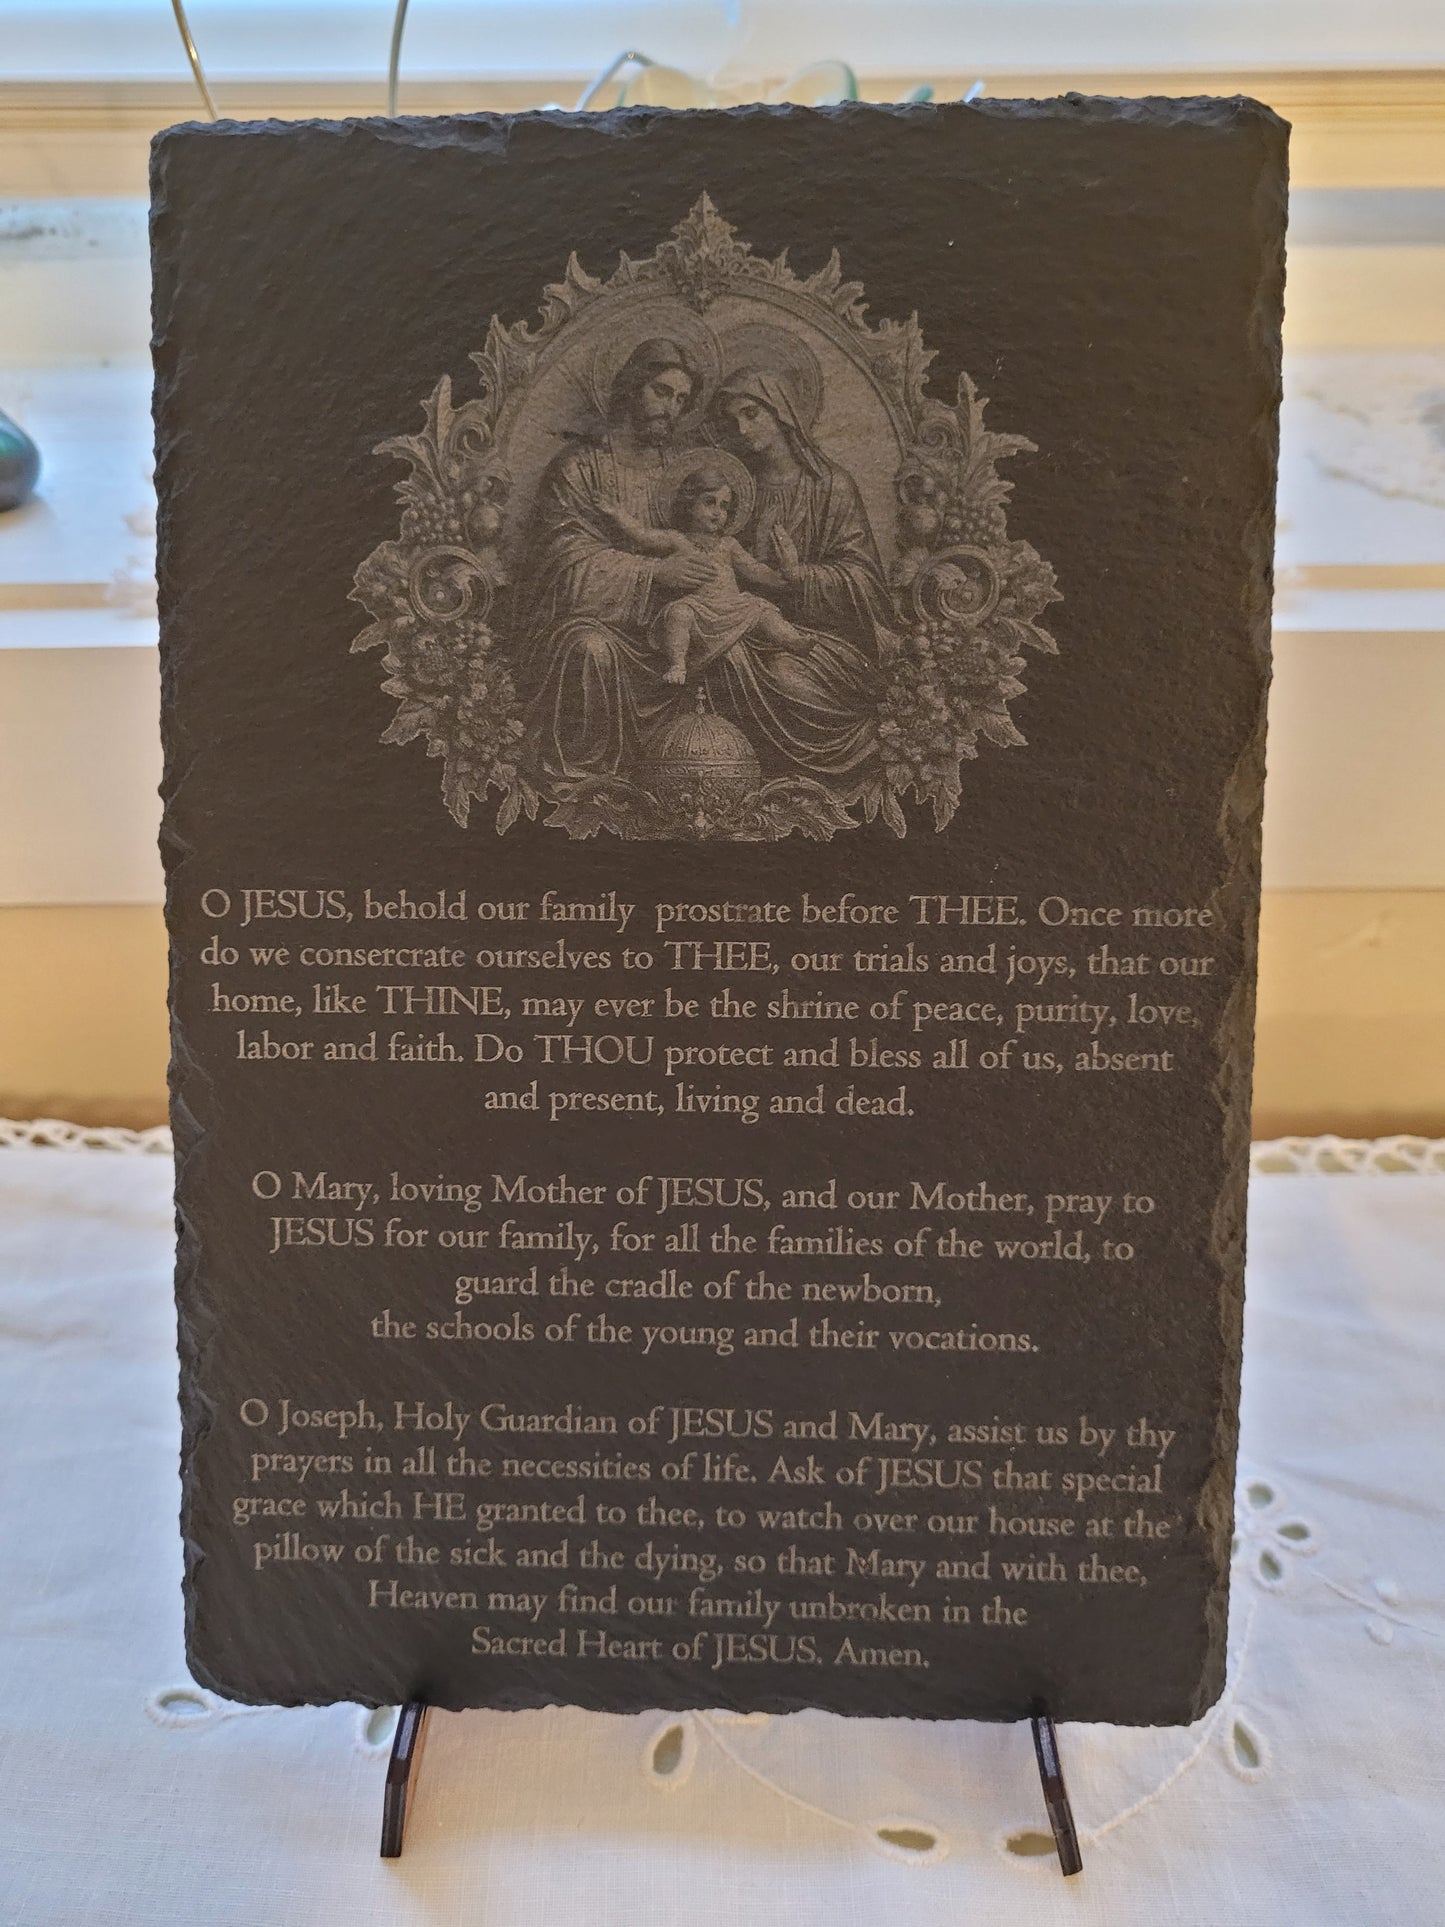 O JESUS, behold our family prostrate before THEE. Once more
do we consercrate ourselves to THEE, our trials and joys, that our
home, like THINE, may ever be the shrine of peace, purity, love,
labor and faith. Do THOU protect and bless all of us, absent
and present, living and dead.
O Mary, loving Mother of JESUS, and our Mother, pray to
JESUS for our family, for all the families of the world, to
guard the cradle of the newborn,
the schools of the young and their vocations.
O Joseph, Holy Guardian of JESUS and Mary, assist us by thy
prayers in all the necessities of life. Ask of JESUS that special
grace which HE granted to thee, to watch over our house at the
pillow of the sick and the dying, so that Mary and with thee,
Heaven may find our family unbroken in the
Sacred Heart of JESUS. Amen.